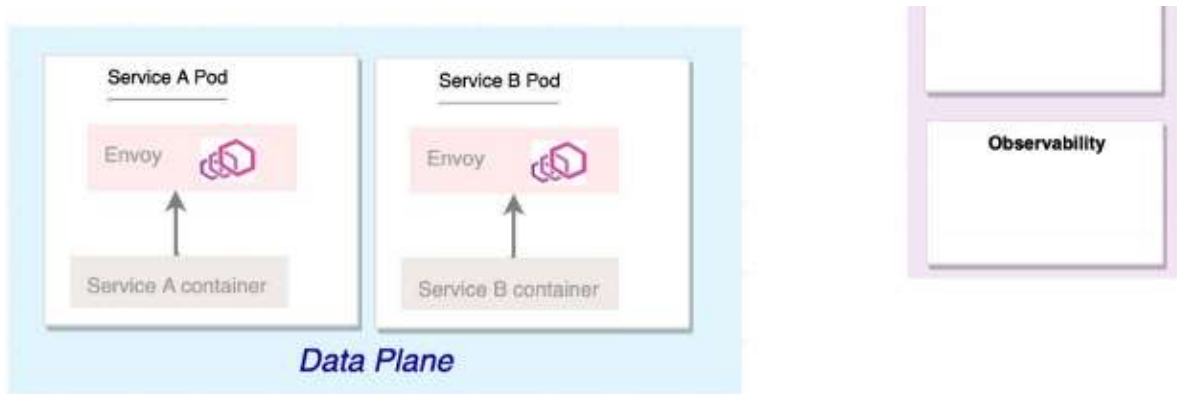 Service A Pod
Envoy
Service A container
Service B Pod
Envoy
Service B container
Data Plane
Observability